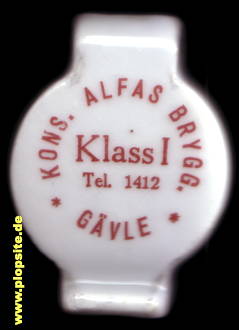 KONS. ALFAS BRYGG.
Klass I
Tel. 1412
* GÄVLE *
www.plopsite.de